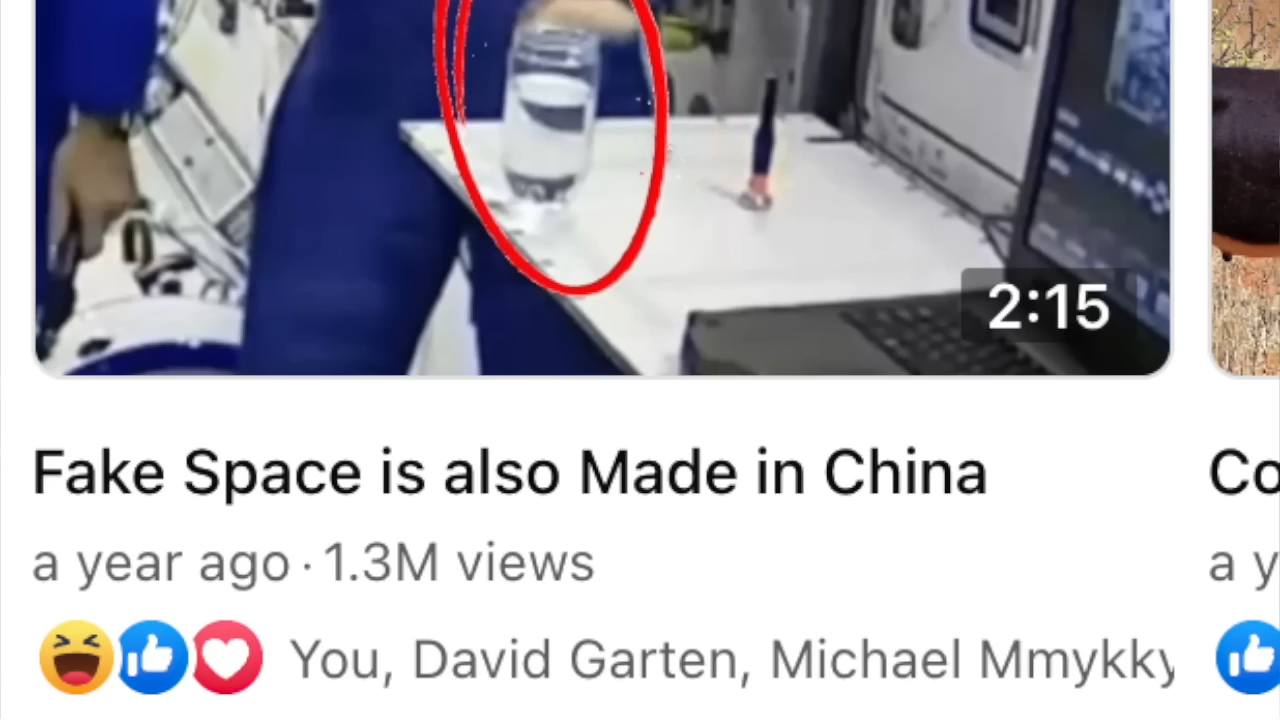 2:15
Fake Space is also Made in China
Co
a year ago · 1.3M views
a y
You, David Garten, Michael Mmykky